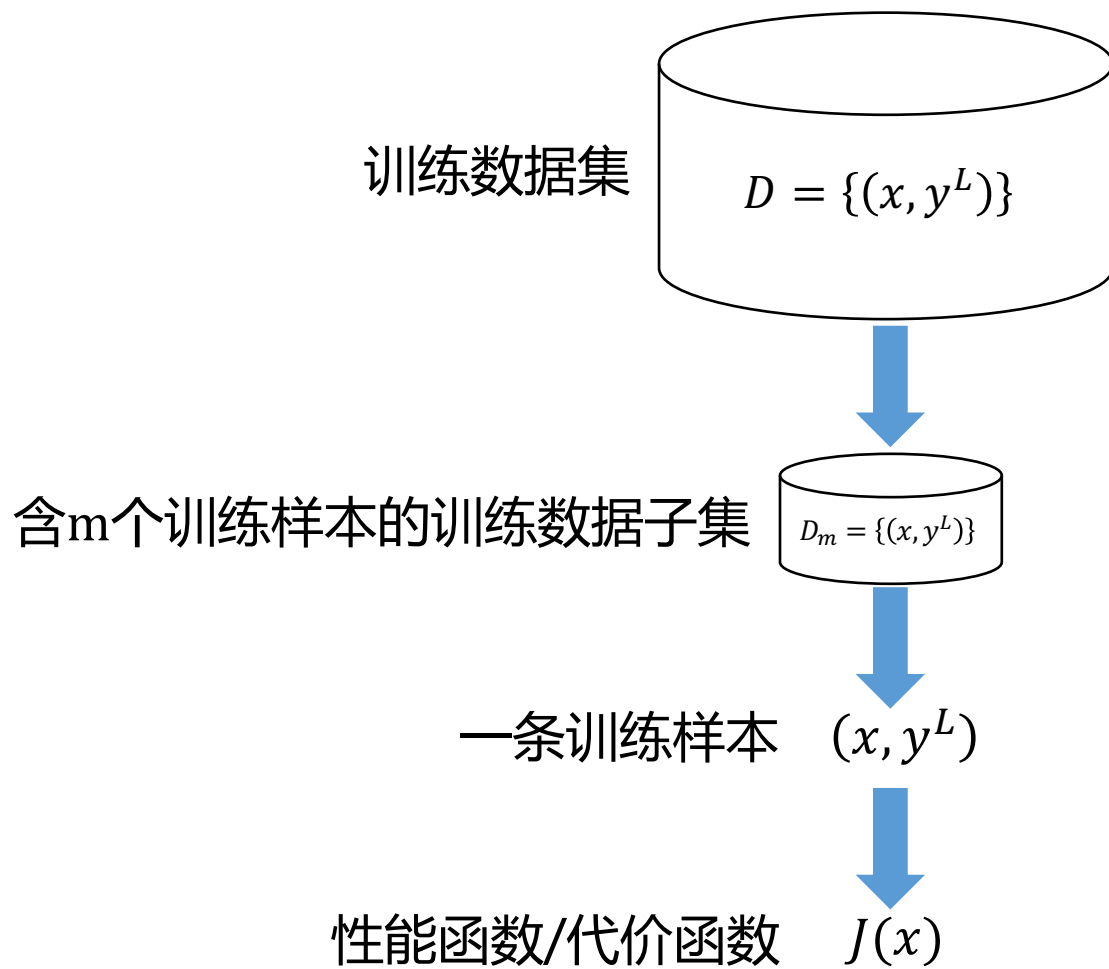 训练数据集 $D = \{(x, y^L)\}$
含m个训练样本的训练数据子集 $D_m = \{(x, y^L)\}$
一条训练样本 $(x, y^L)$
性能函数/代价函数 $J(x)$